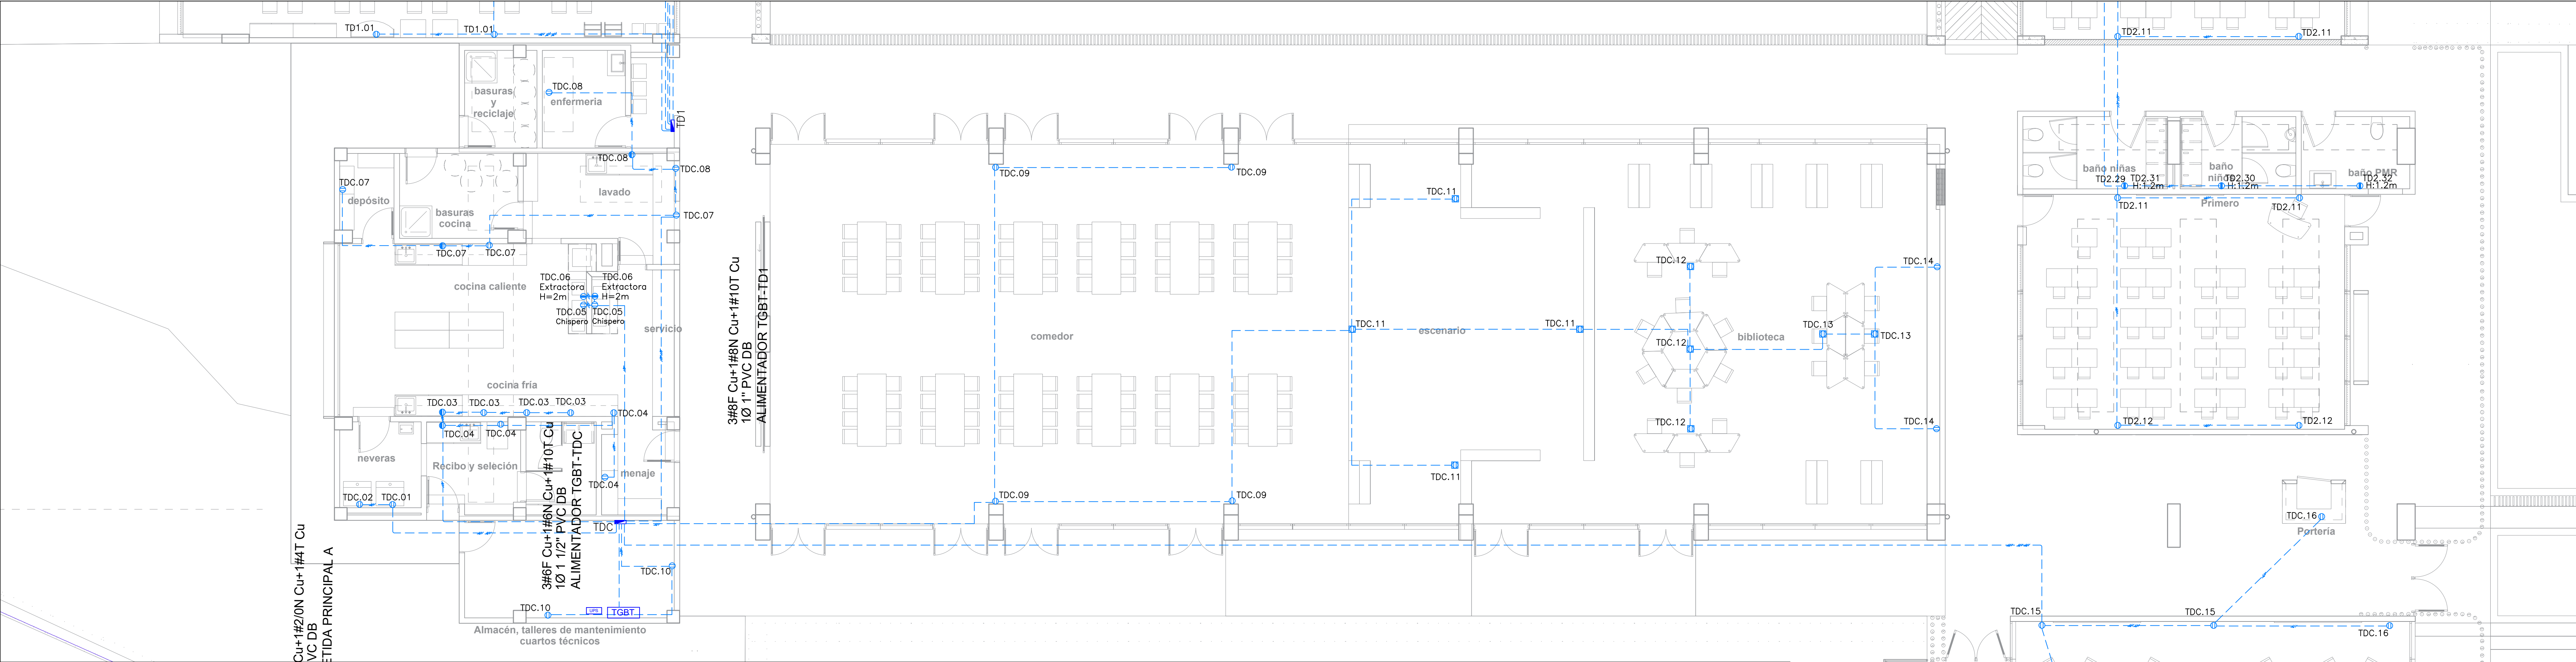 TD1.01
TD1.01
basuras
y
reciclaje
TDC.08
enfermeria
TD1
TDC.08
TDC.08
TDC.07
depósito
basuras
cocina
lavado
TDC.07
TDC.07
TDC.07
cocina caliente
TDC.06
Extractora
H=2m
TDC.06
Extractora
H=2m
TDC.05
Chispero
TDC.05
Chispero
servicio
cocina fría
TDC.03
TDC.03
TDC.03
TDC.03
TDC.04
TDC.04
TDC.04
neveras
Recibo y seleción
menaje
TDC.04
TDC.02
TDC.01
TDC
3#6F Cu+1#6N Cu+1#10T Cu
1Ø 1 1/2" PVC DB
ALIMENTADOR TGBT-TDC
TDC.10
TDC.10
UPS
TGBT
Almacén, talleres de mantenimiento
cuartos técnicos
Cu+1#2/0N Cu+1#4T Cu
VC DB
ETIDA PRINCIPAL A
3#8F Cu+1#8N Cu+1#10T Cu
1Ø 1" PVC DB
ALIMENTADOR TGBT-TD1
TDC.09
TDC.09
comedor
TDC.09
TDC.09
TDC.11
TDC.11
escenario
TDC.11
TDC.11
TDC.12
TDC.12
TDC.12
biblioteca
TDC.13
TDC.13
TDC.14
TDC.14
TD2.11
TD2.11
baño niñas
baño
niños
baño PMR
TD2.29
TD2.31
H:1.2m
TD2.30
H:1.2m
TD2.32
H:1.2m
TD2.11
Primero
TD2.11
TD2.12
TD2.12
TDC.16
Portería
TDC.15
TDC.15
TDC.16